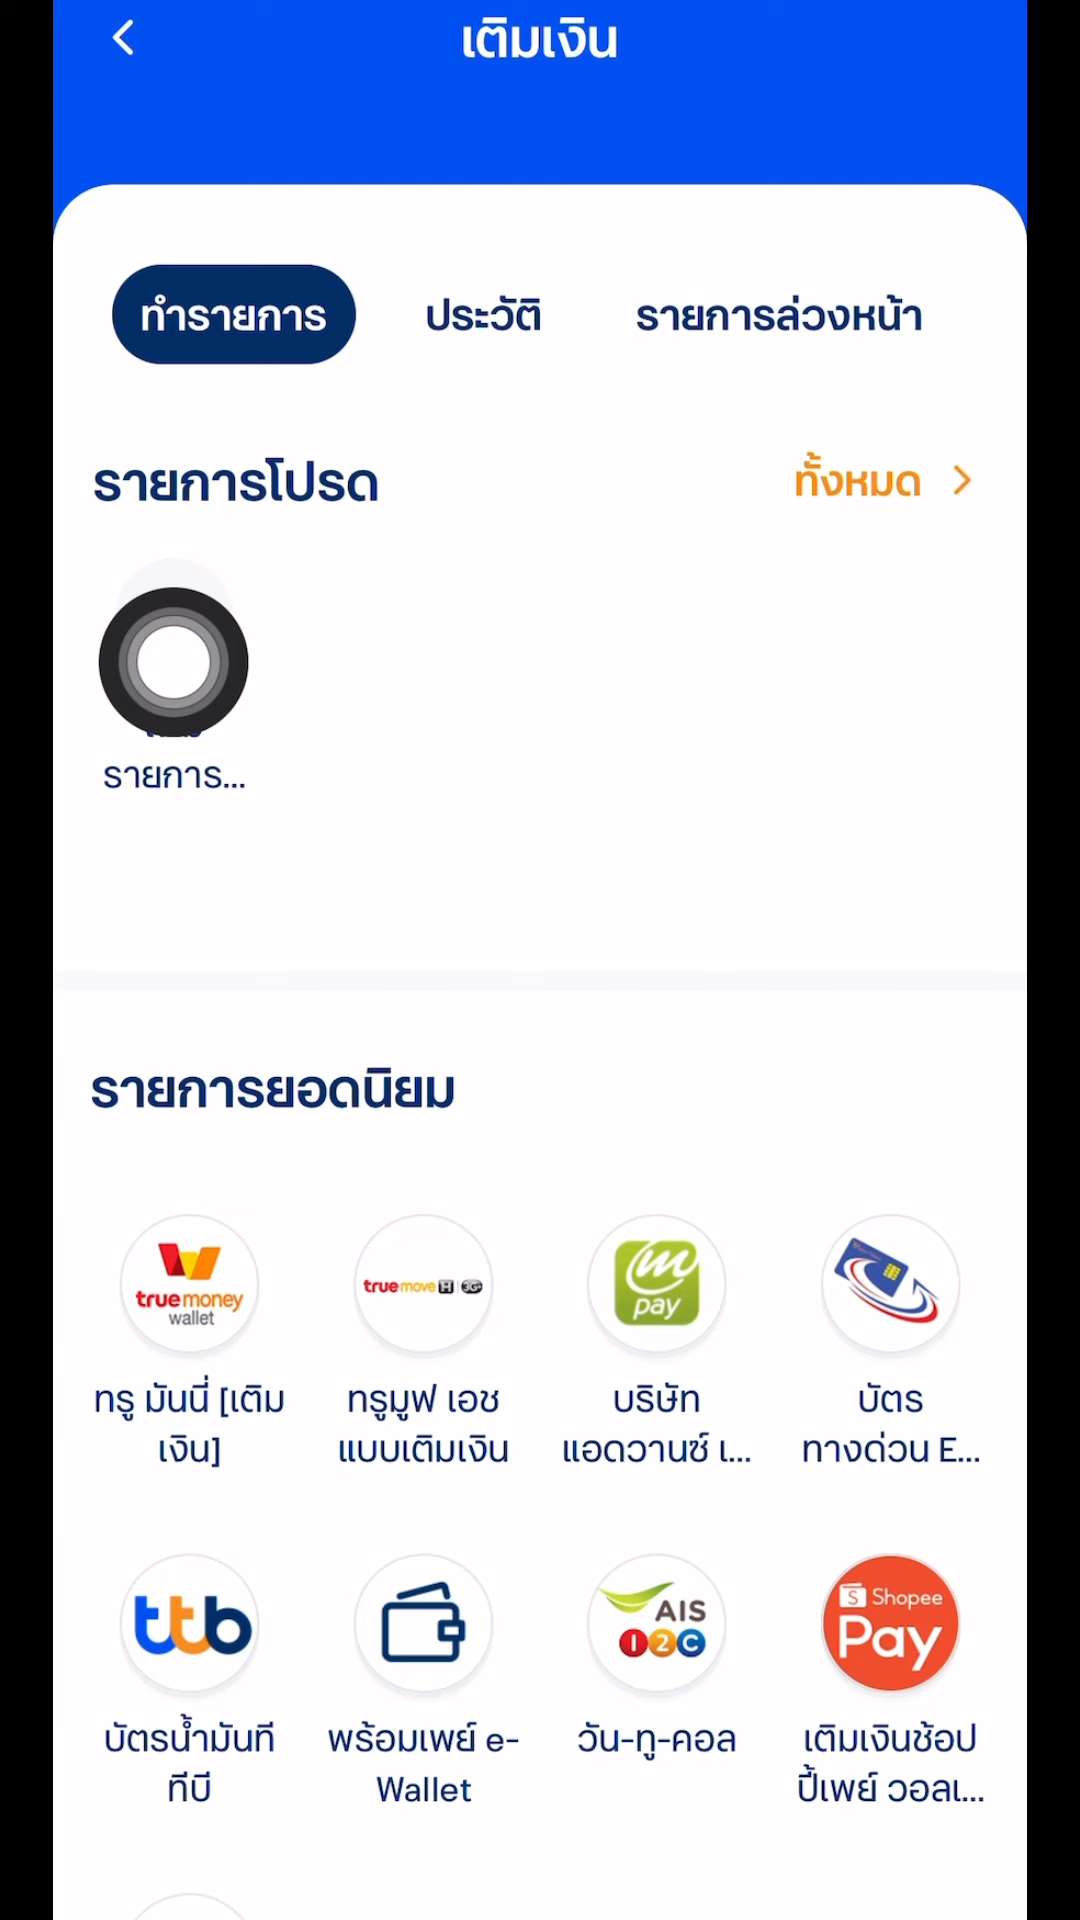 เติมเงิน
ทำรายการ
ประวัติ
รายการล่วงหน้า
รายการโปรด
ทั้งหมด
รายการ...
รายการยอดนิยม
truemoney
wallet
truemove H 3G+
m
pay
ทรู มันนี่ [เติม
เงิน]
ทรูมูฟ เอช
แบบเติมเงิน
บริษัท
แอดวานซ์ เ...
บัตร
ทางด่วน E...
ttb
AIS
12C
Shopee
Pay
บัตรน้ำมันที
ทีบี
พร้อมเพย์ e-
Wallet
วัน-ทู-คอล
เติมเงินช้อป
ปี้เพย์ วอลเ...